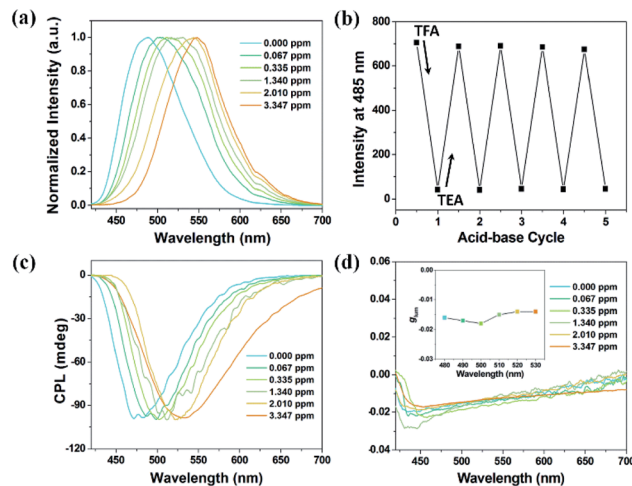 (a)
Normalized Intensity (a.u.)
1.0
0.8
0.6
0.4
0.2
0.0
450 500 550 600 650 700
Wavelength (nm)
0.000 ppm
0.067 ppm
0.335 ppm
1.340 ppm
2.010 ppm
3.347 ppm
(b)
Intensity at 485 nm
800
600
400
200
0
0 1 2 3 4 5
Acid-base Cycle
TFA
TEA
(c)
CPL (mdeg)
0
-30
-60
-90
-120
450 500 550 600 650 700
Wavelength (nm)
0.000 ppm
0.067 ppm
0.335 ppm
1.340 ppm
2.010 ppm
3.347 ppm
(d)
0.06
0.04
0.02
0.00
-0.02
-0.04
450 500 550 600 650 700
Wavelength (nm)
glum
0.00
-0.01
-0.02
-0.03
480 490 500 510 520 530
Wavelength (nm)
0.000 ppm
0.067 ppm
0.335 ppm
1.340 ppm
2.010 ppm
3.347 ppm